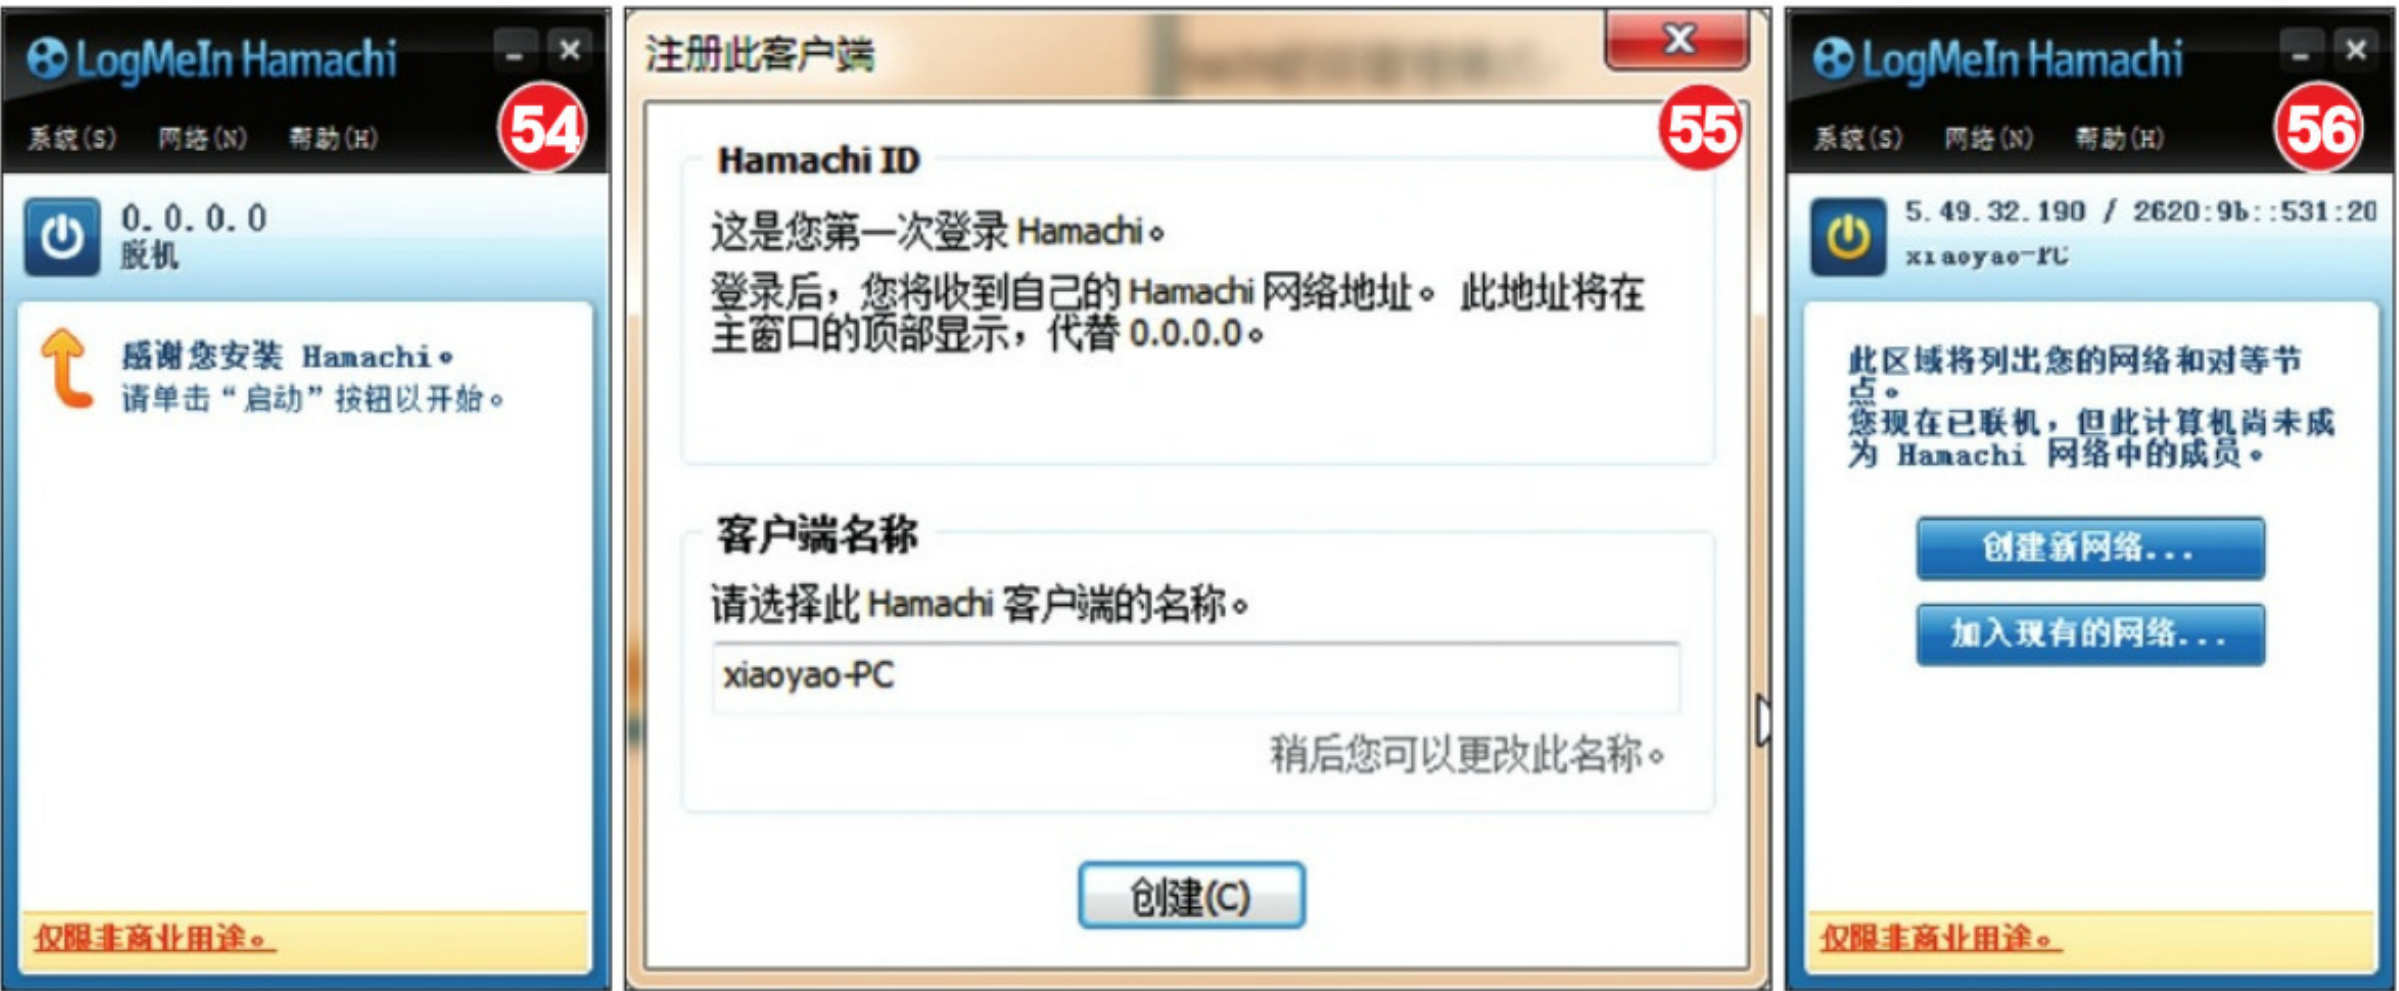 LogMeIn Hamachi
54
系统(S) 网络(N) 帮助(H)
0.0.0.0
脱机
感谢您安装 Hamachi。
请单击“启动”按钮以开始。
仅限非商业用途。
注册此客户端
55
Hamachi ID
这是您第一次登录 Hamachi。
登录后，您将收到自己的 Hamachi 网络地址。 此地址将在
主窗口的顶部显示，代替 0.0.0.0。
客户端名称
请选择此 Hamachi 客户端的名称。
xiaoyao-PC
稍后您可以更改此名称。
创建(C)
LogMeIn Hamachi
56
系统(S) 网络(N) 帮助(H)
5.49.32.190 / 2620:9b::531:20
xiaoyao-PC
此区域将列出您的网络和对等节
点。
您现在已联机，但此计算机尚未成
为 Hamachi 网络中的成员。
创建新网络...
加入现有的网络...
仅限非商业用途。